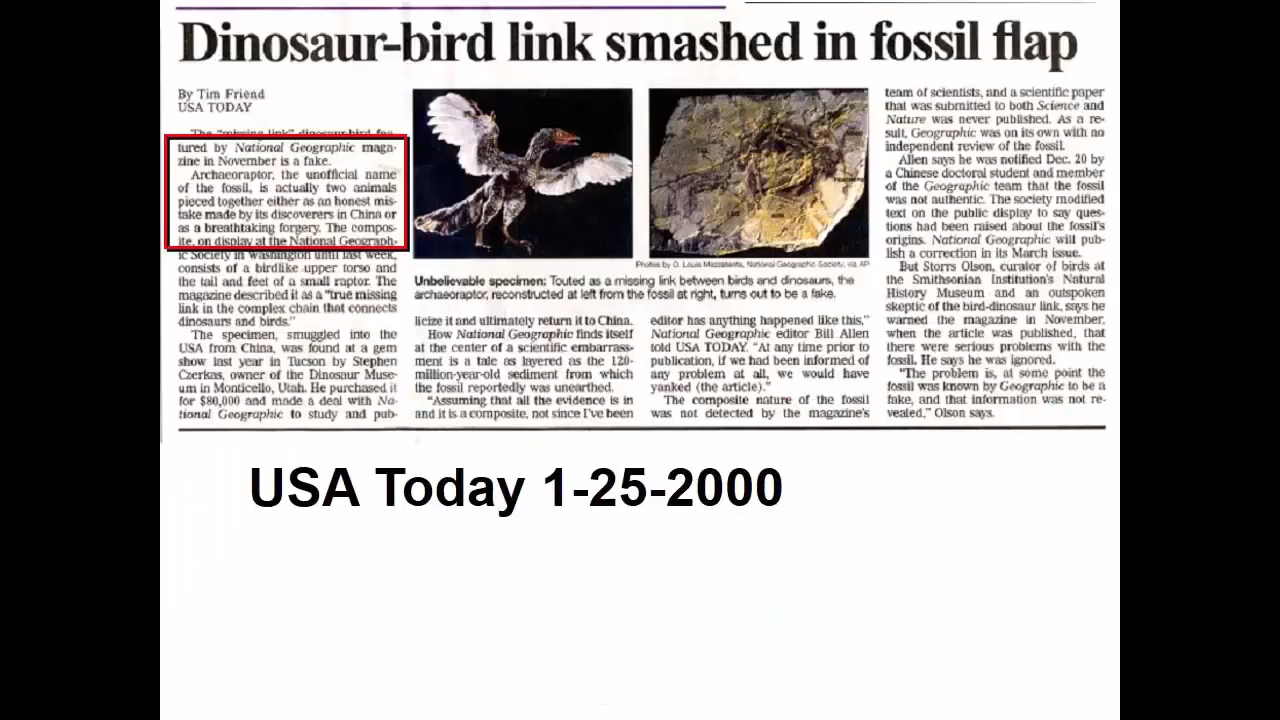 Dinosaur-bird link smashed in fossil flap
By Tim Friend
USA TODAY
The "missing link" dinosaur-bird fea-
tured by National Geographic maga-
zine in November is a fake.
Archaeoraptor, the unofficial name
of the fossil, is actually two animals
pieced together either as an honest mis-
take made by its discoverers in China or
as a breathtaking forgery. The compos-
ite, on display at the National Geograph-
ic Society in Washington until last week,
consists of a birdlike upper torso and
the tail and feet of a small raptor. The
magazine described it as a "true missing
link in the complex chain that connects
dinosaurs and birds."
The specimen, smuggled into the
USA from China, was found at a gem
show last year in Tucson by Stephen
Czerkas, owner of the Dinosaur Muse-
um in Monticello, Utah. He purchased it
for $80,000 and made a deal with Na-
tional Geographic to study and pub-
Photos by O. Louis Mazzatenta, National Geographic Society, via AP
Unbelievable specimen: Touted as a missing link between birds and dinosaurs, the
archaeoraptor, reconstructed at left from the fossil at right, turns out to be a fake.
licize it and ultimately return it to China.
How National Geographic finds itself
at the center of a scientific embarrass-
ment is a tale as layered as the 120-
million-year-old sediment from which
the fossil reportedly was unearthed.
"Assuming that all the evidence is in
and it is a composite, not since I've been
editor has anything happened like this,"
National Geographic editor Bill Allen
told USA TODAY. "At any time prior to
publication, if we had been informed of
any problem at all, we would have
yanked (the article)."
The composite nature of the fossil
was not detected by the magazine's
team of scientists, and a scientific paper
that was submitted to both Science and
Nature was never published. As a re-
sult, Geographic was on its own with no
independent review of the fossil.
Allen says he was notified Dec. 20 by
a Chinese doctoral student and member
of the Geographic team that the fossil
was not authentic. The society modified
text on the public display to say ques-
tions had been raised about the fossil's
origins. National Geographic will pub-
lish a correction in its March issue.
But Storrs Olson, curator of birds at
the Smithsonian Institution's Natural
History Museum and an outspoken
skeptic of the bird-dinosaur link, says he
warned the magazine in November,
when the article was published, that
there were serious problems with the
fossil. He says he was ignored.
"The problem is, at some point the
fossil was known by Geographic to be a
fake, and that information was not re-
vealed," Olson says.
USA Today 1-25-2000